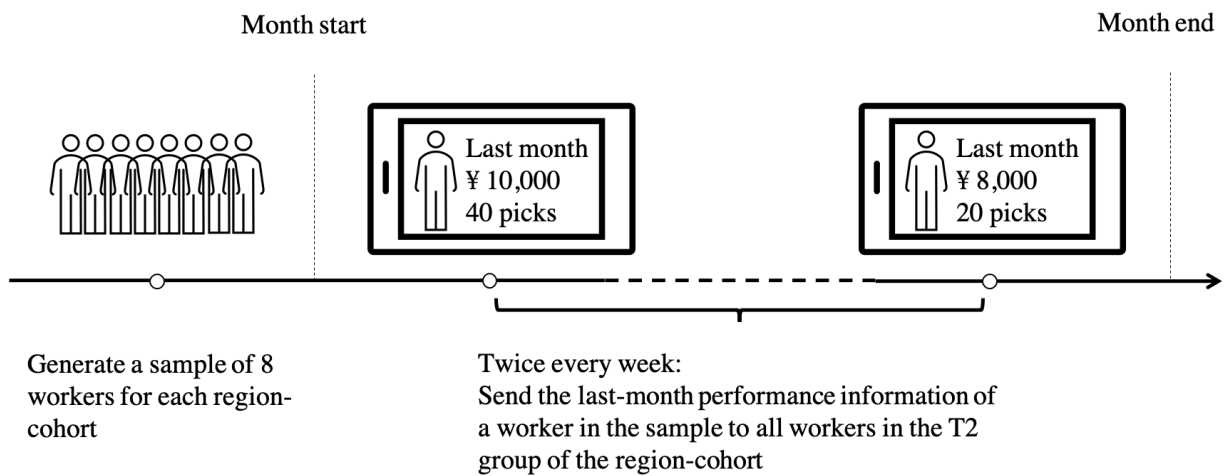 Month start
Month end
Last month
¥ 10,000
40 picks
Last month
¥ 8,000
20 picks
Generate a sample of 8
workers for each region-
cohort
Twice every week:
Send the last-month performance information of
a worker in the sample to all workers in the T2
group of the region-cohort